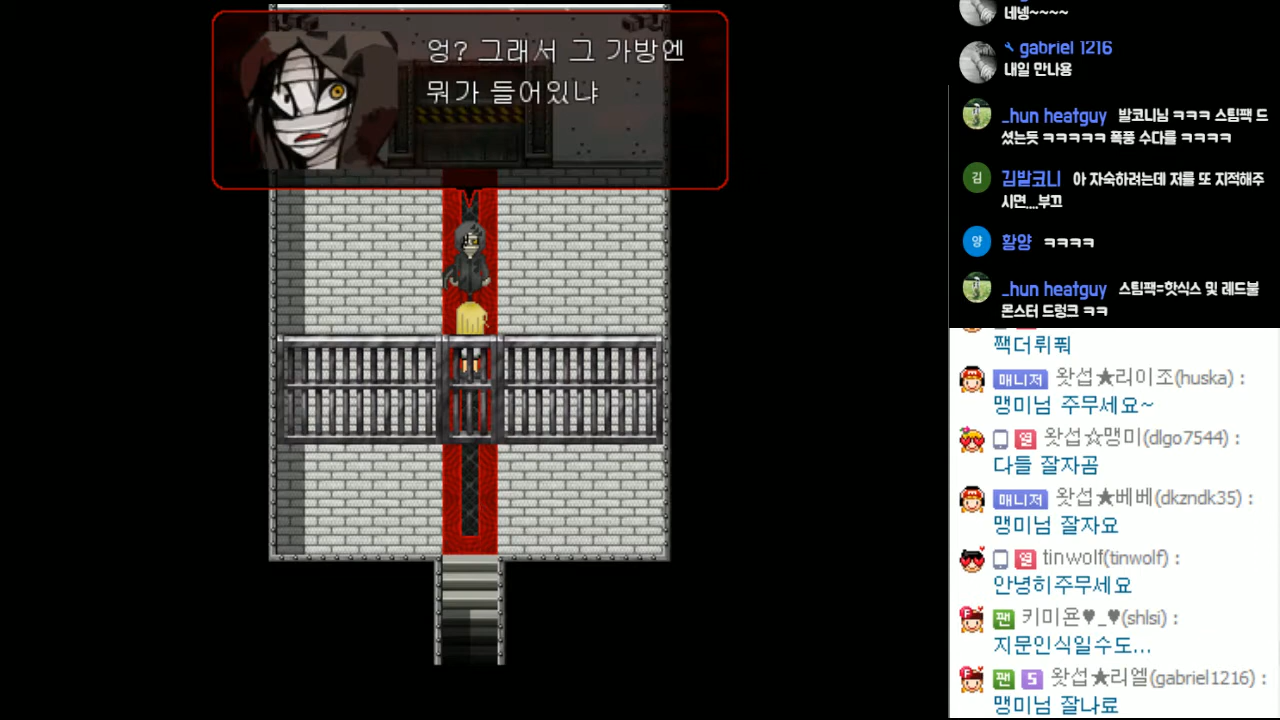 엉? 그래서 그 가방엔
뭐가 들어있냐
네넹~~~~
gabriel 1216
내일 만나용
_hun heatguy 발코니님 ㅋㅋㅋ 스팀팩 드
셨는듯 ㅋㅋㅋㅋㅋ 폭풍 수다를 ㅋㅋㅋㅋ
김 김발코니 아 자숙하려는데 저를 또 지적해주
시면...부끄
양 황양 ㅋㅋㅋㅋ
_hun heatguy 스팀팩=핫식스 및 레드불
몬스터 드렁크 ㅋㅋ
짹더뤼풔
매니저 왓섭★리이조(huska) :
맹미님 주무세요~
열 왓섭☆맹미(dlgo7544) :
다들 잘자곰
매니저 왓섭★베베(dkzndk35) :
맹미님 잘자요
열 tinwolf(tinwolf) :
안녕히주무세요
팬 키미욘♥_♥(shlsi) :
지문인식일수도...
팬 S 왓섭★리엘(gabriel1216) :
맹미님 잘나료